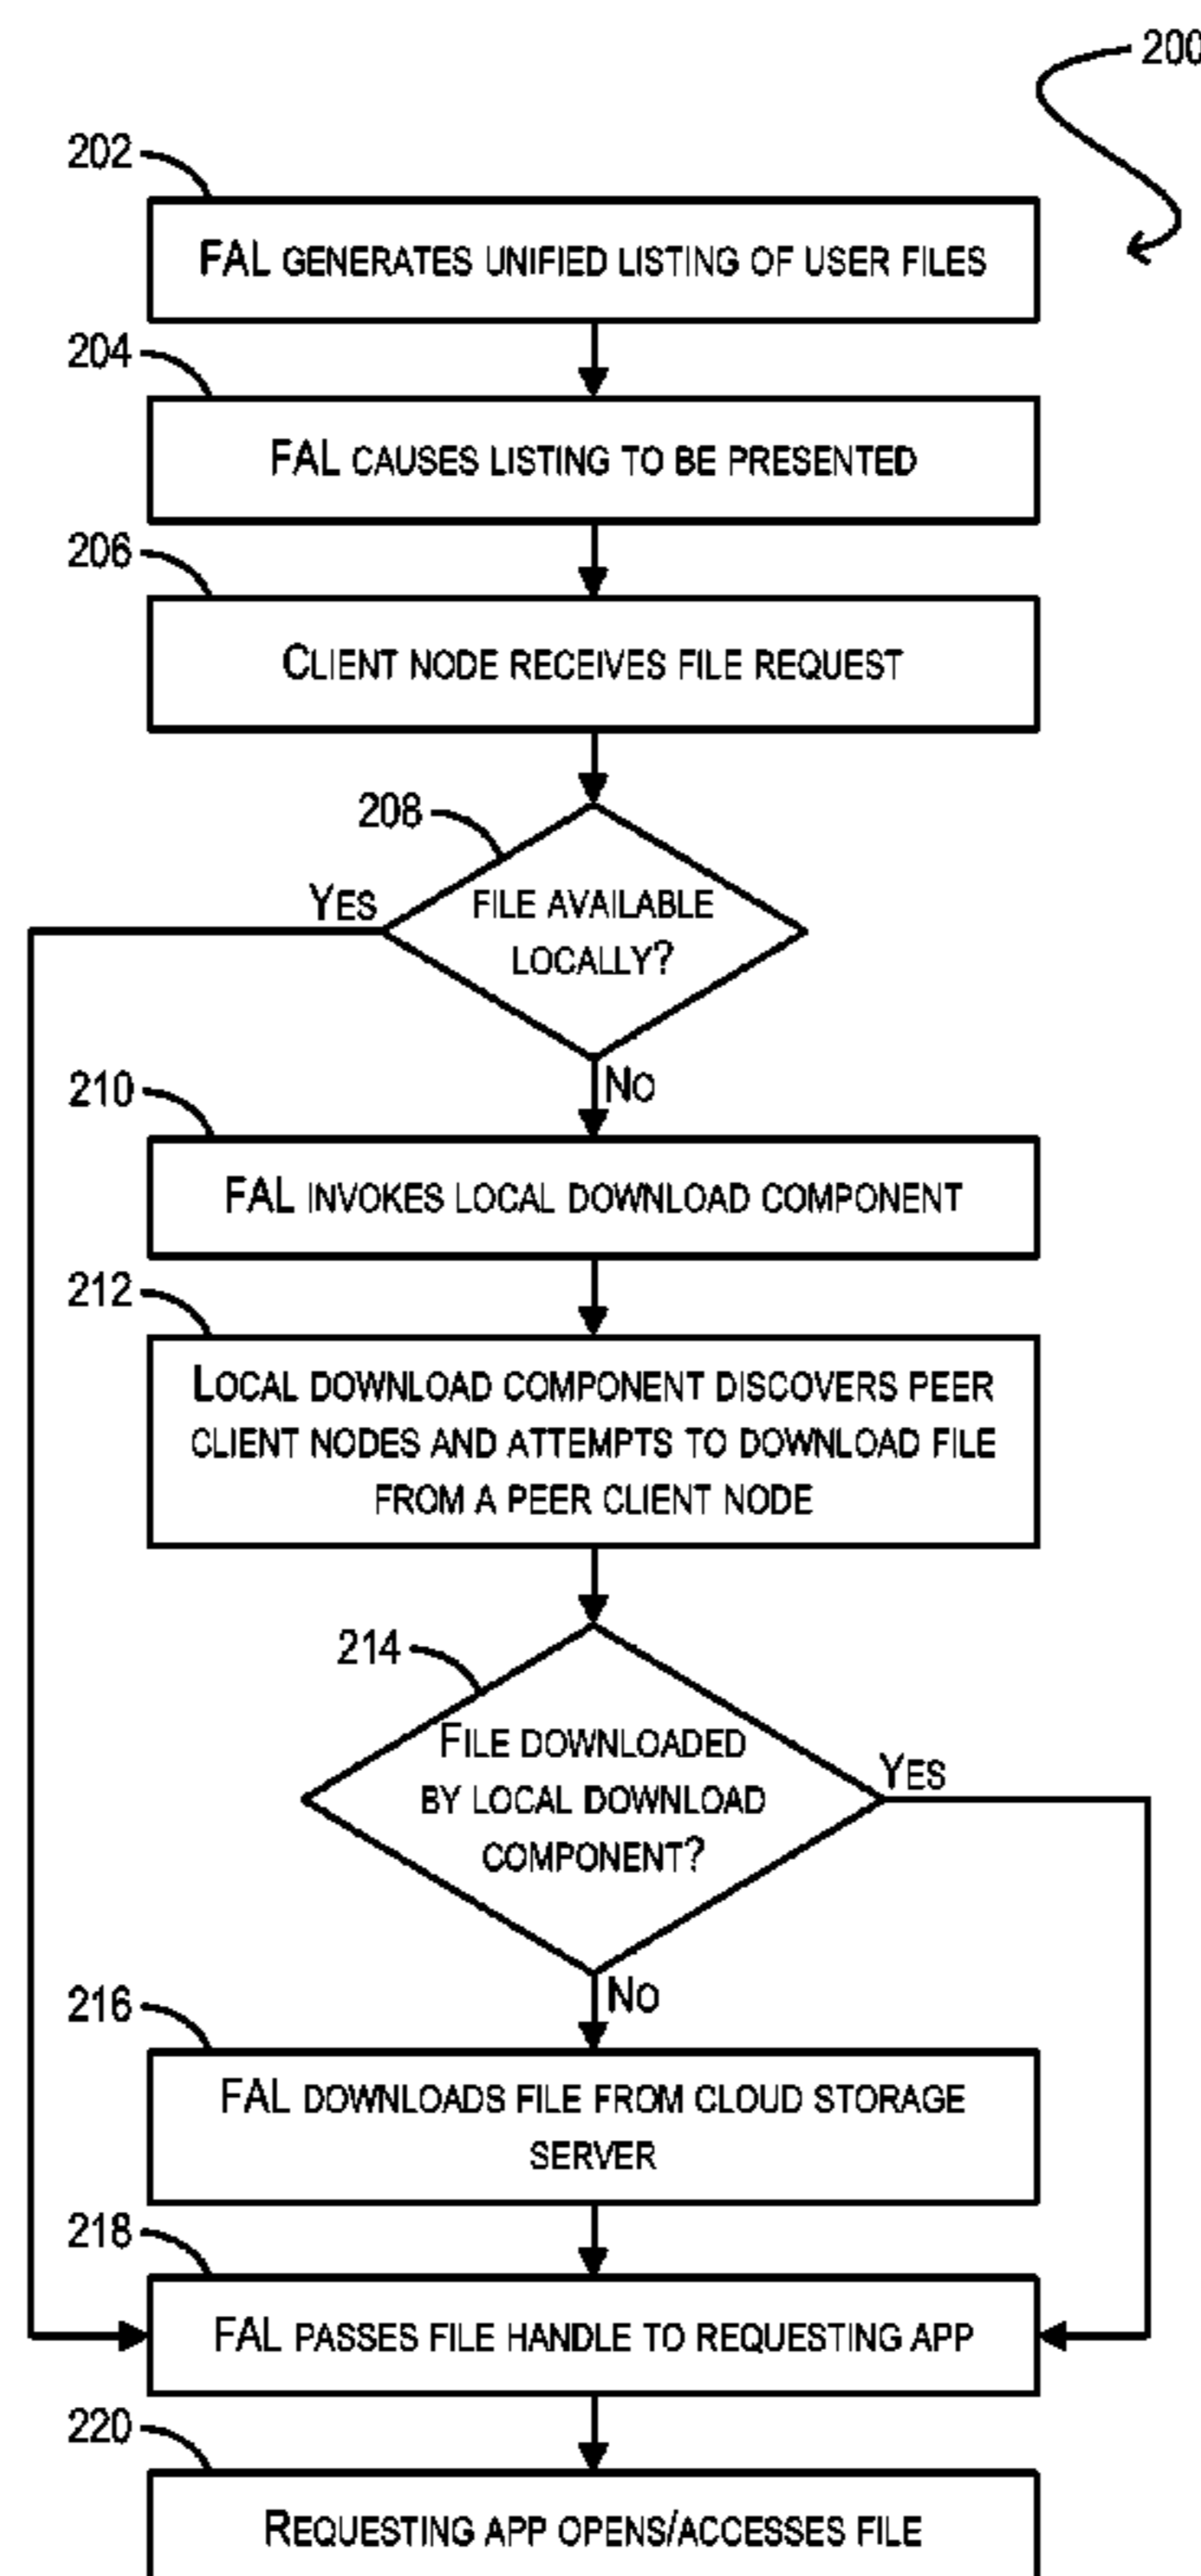 200
202
FAL GENERATES UNIFIED LISTING OF USER FILES
204
FAL CAUSES LISTING TO BE PRESENTED
206
CLIENT NODE RECEIVES FILE REQUEST
208
YES
FILE AVAILABLE
LOCALLY?
NO
210
FAL INVOKES LOCAL DOWNLOAD COMPONENT
212
LOCAL DOWNLOAD COMPONENT DISCOVERS PEER
CLIENT NODES AND ATTEMPTS TO DOWNLOAD FILE
FROM A PEER CLIENT NODE
214
FILE DOWNLOADED
BY LOCAL DOWNLOAD
COMPONENT?
YES
NO
216
FAL DOWNLOADS FILE FROM CLOUD STORAGE
SERVER
218
FAL PASSES FILE HANDLE TO REQUESTING APP
220
REQUESTING APP OPENS/ACCESSES FILE